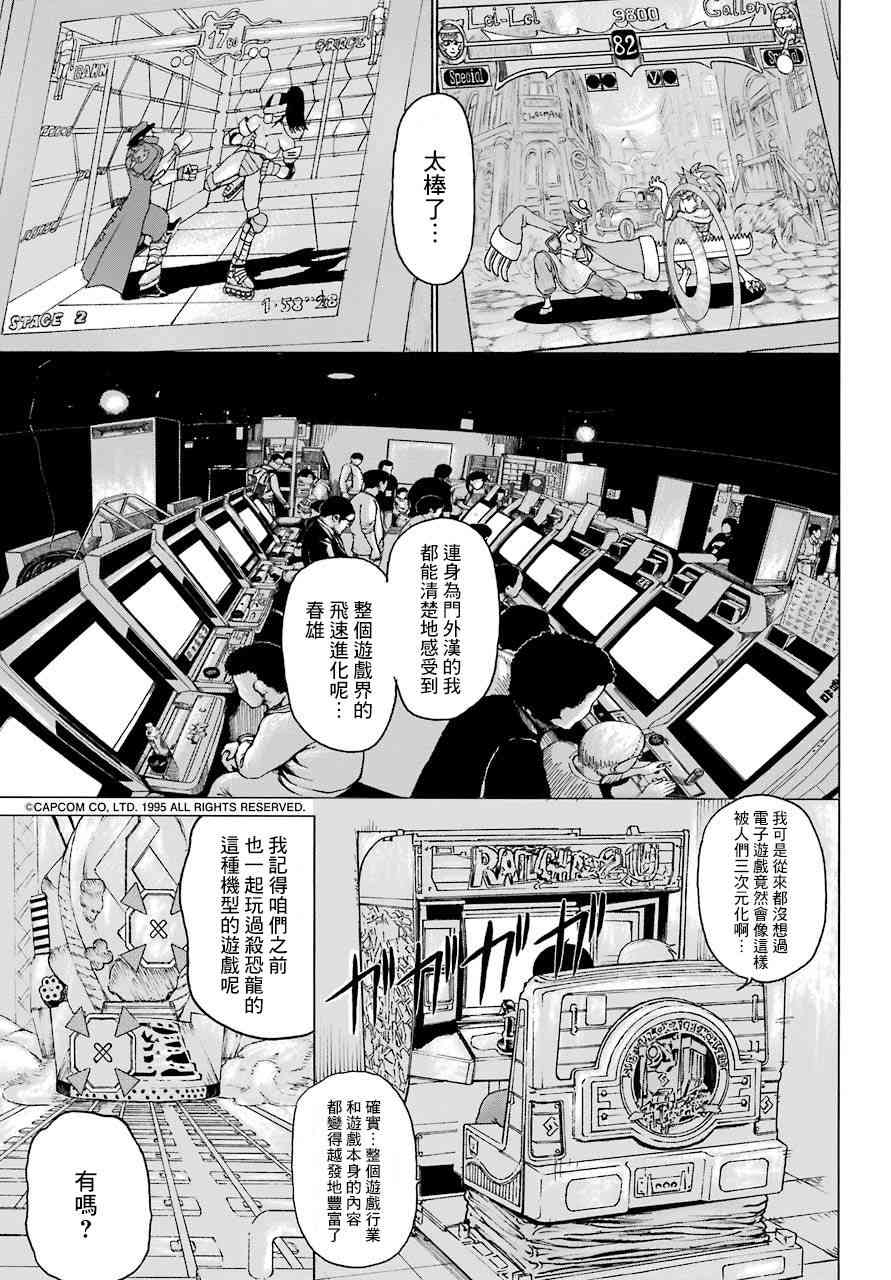 Lei-Lei
9800
Gallon
82
Special
Special
太棒了…
117
BAHN
GRACE
STAGE 2
1·58"28
連身為門外漢的我
都能清楚地感受到
整個遊戲界的
飛速進化呢…
春雄
©CAPCOM CO., LTD. 1995 ALL RIGHTS RESERVED.
我可是從來都沒想過
電子遊戲竟然會像這樣
被人們三次元化啊…
ガガガガ
我記得咱們之前
也一起玩過殺恐龍的
這種機型的遊戲呢
確實…整個遊戲行業
和遊戲本身的內容
都變得越發地豐富了
有嗎?